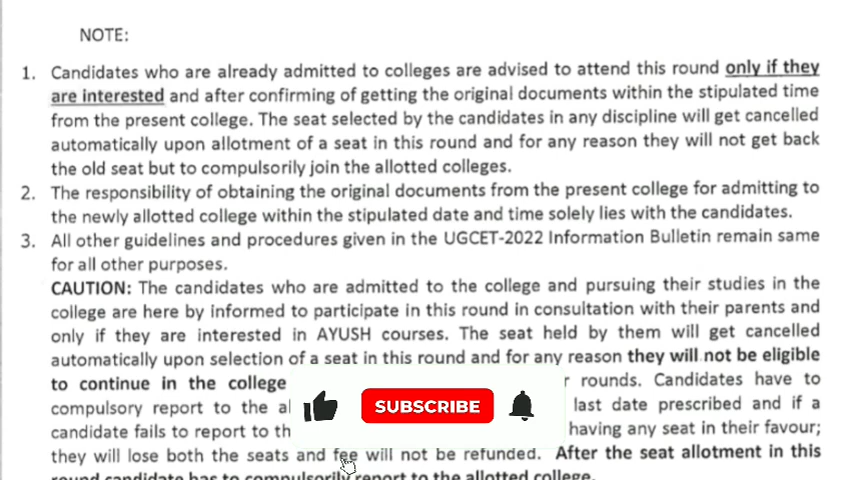 NOTE:
1. Candidates who are already admitted to colleges are advised to attend this round only if they
are interested and after confirming of getting the original documents within the stipulated time
from the present college. The seat selected by the candidates in any discipline will get cancelled
automatically upon allotment of a seat in this round and for any reason they will not get back
the old seat but to compulsorily join the allotted colleges.
2. The responsibility of obtaining the original documents from the present college for admitting to
the newly allotted college within the stipulated date and time solely lies with the candidates.
3. All other guidelines and procedures given in the UGCET-2022 Information Bulletin remain same
for all other purposes.
CAUTION: The candidates who are admitted to the college and pursuing their studies in the
college are here by informed to participate in this round in consultation with their parents and
only if they are interested in AYUSH courses. The seat held by them will get cancelled
automatically upon selection of a seat in this round and for any reason they will not be eligible
to continue in the college r rounds. Candidates have to
compulsory report to the al last date prescribed and if a
SUBSCRIBE
candidate fails to report to th having any seat in their favour;
they will lose both the seats and fee will not be refunded. After the seat allotment in this
round candidate has to compulsorily report to the allotted college.